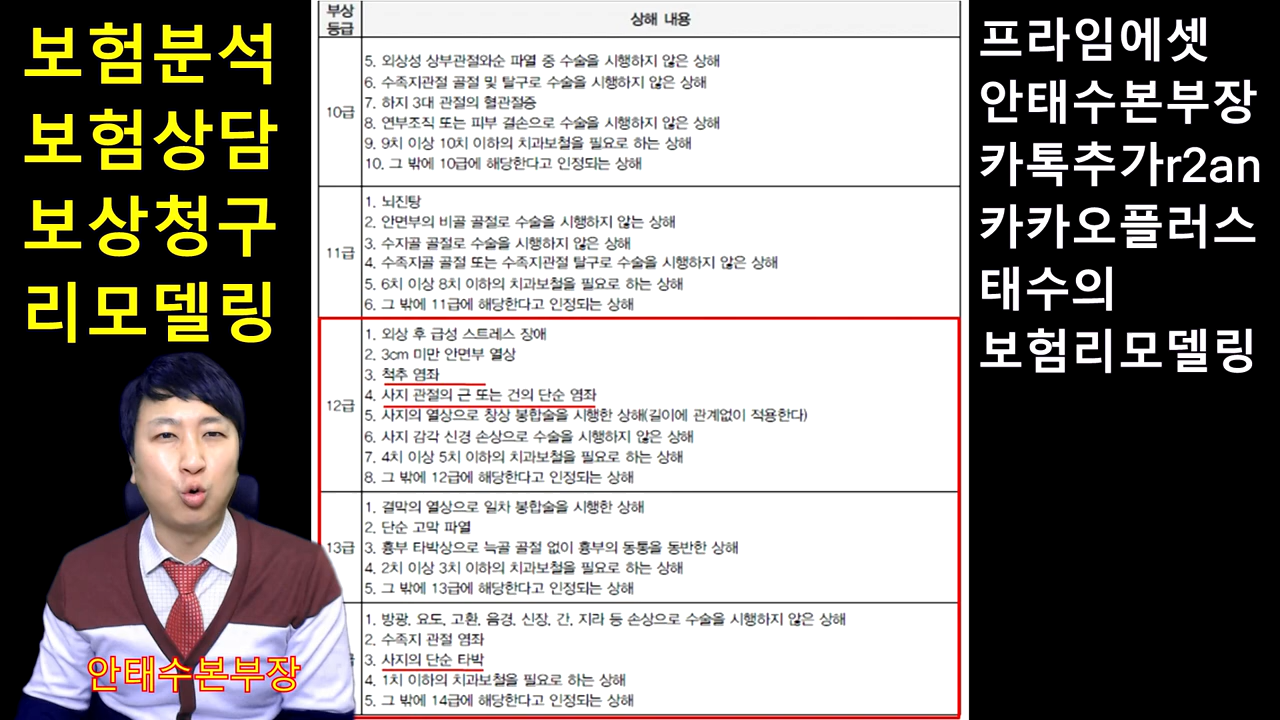 보험분석
보험상담
보상청구
리모델링
안태수본부장
부상
등급
상해 내용
10급
5. 외상성 상부관절와순 파열 중 수술을 시행하지 않은 상해
6. 수족지관절 골절 및 탈구로 수술을 시행하지 않은 상해
7. 하지 3대 관절의 혈관절증
8. 연부조직 또는 피부 결손으로 수술을 시행하지 않은 상해
9. 9치 이상 10치 이하의 치과보철을 필요로 하는 상해
10. 그 밖에 10급에 해당한다고 인정되는 상해
11급
1. 뇌진탕
2. 안면부의 비골 골절로 수술을 시행하지 않는 상해
3. 수지골 골절로 수술을 시행하지 않은 상해
4. 수족지골 골절 또는 수족지관절 탈구로 수술을 시행하지 않은 상해
5. 6치 이상 8치 이하의 치과보철을 필요로 하는 상해
6. 그 밖에 11급에 해당한다고 인정되는 상해
12급
1. 외상 후 급성 스트레스 장애
2. 3cm 미만 안면부 열상
3. 척추 염좌
4. 사지 관절의 근 또는 건의 단순 염좌
5. 사지의 열상으로 창상 봉합술을 시행한 상해(길이에 관계없이 적용한다)
6. 사지 감각 신경 손상으로 수술을 시행하지 않은 상해
7. 4치 이상 5치 이하의 치과보철을 필요로 하는 상해
8. 그 밖에 12급에 해당한다고 인정되는 상해
13급
1. 결막의 열상으로 일차 봉합술을 시행한 상해
2. 단순 고막 파열
3. 흉부 타박상으로 늑골 골절 없이 흉부의 동통을 동반한 상해
4. 2치 이상 3치 이하의 치과보철을 필요로 하는 상해
5. 그 밖에 13급에 해당한다고 인정되는 상해
1. 방광, 요도, 고환, 음경, 신장, 간, 지라 등 손상으로 수술을 시행하지 않은 상해
2. 수족지 관절 염좌
3. 사지의 단순 타박
4. 1치 이하의 치과보철을 필요로 하는 상해
5. 그 밖에 14급에 해당한다고 인정되는 상해
프라임에셋
안태수본부장
카톡추가r2an
카카오플러스
태수의
보험리모델링